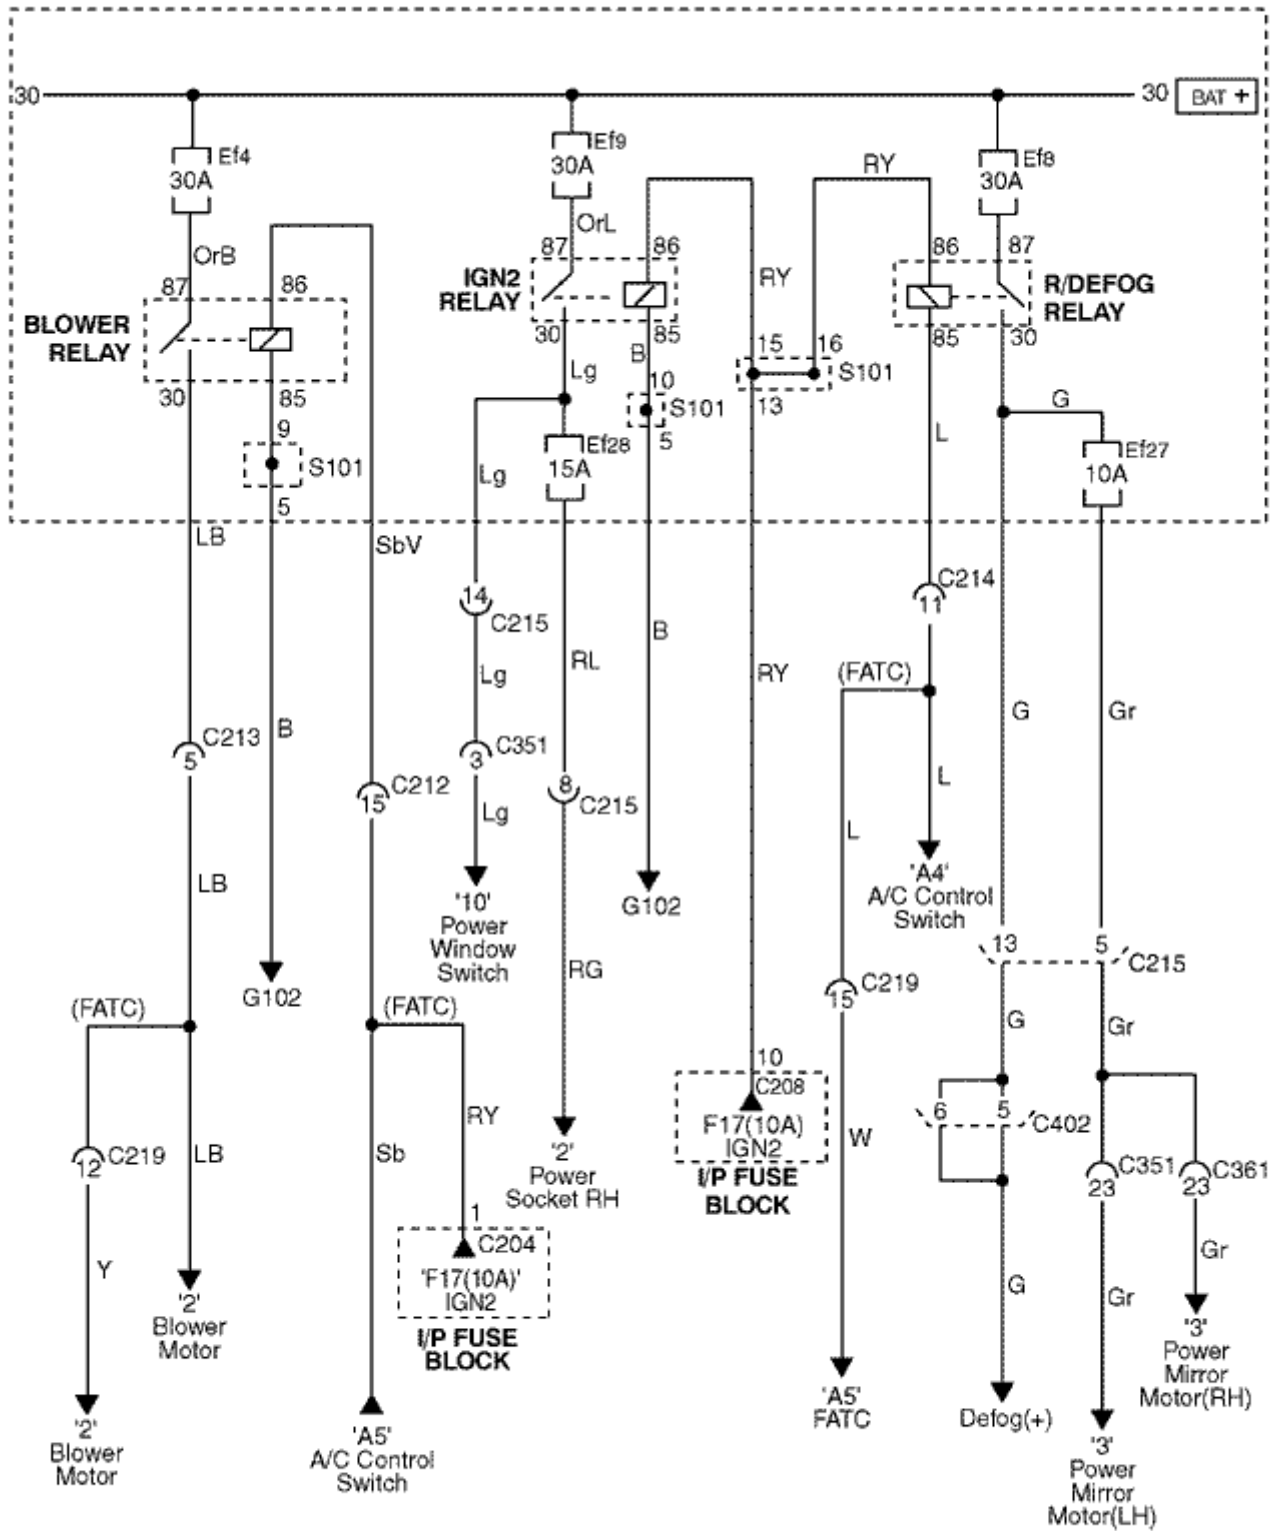 30
30
BAT +
Ef4
30A
Ef9
30A
Ef8
30A
RY
OrB
OrL
87
86
87
86
86
87
RY
BLOWER
RELAY
IGN2
RELAY
R/DEFOG
RELAY
30
85
30
85
85
30
B
Lg
15
16
S101
13
9
S101
5
10
S101
5
G
L
Lg
Ef28
15A
Ef27
10A
LB
SbV
14
C215
C214
11
B
RL
RY
(FATC)
Lg
G
Gr
C213
5
B
C212
15
C351
3
8
C215
L
Lg
L
LB
'10'
Power
Window
Switch
G102
'A4'
A/C Control
Switch
RG
13
5
C215
G102
C219
15
(FATC)
(FATC)
G
Gr
10
C208
F17(10A)
IGN2
I/P FUSE
BLOCK
RY
6
5
C402
W
C219
12
LB
Sb
'2'
Power
Socket RH
C351
23
C361
23
1
C204
'F17(10A)'
IGN2
I/P FUSE
BLOCK
Y
Gr
G
Gr
'2'
Blower
Motor
'3'
Power
Mirror
Motor(RH)
'A5'
FATC
Defog(+)
'2'
Blower
Motor
'A5'
A/C Control
Switch
'3'
Power
Mirror
Motor(LH)